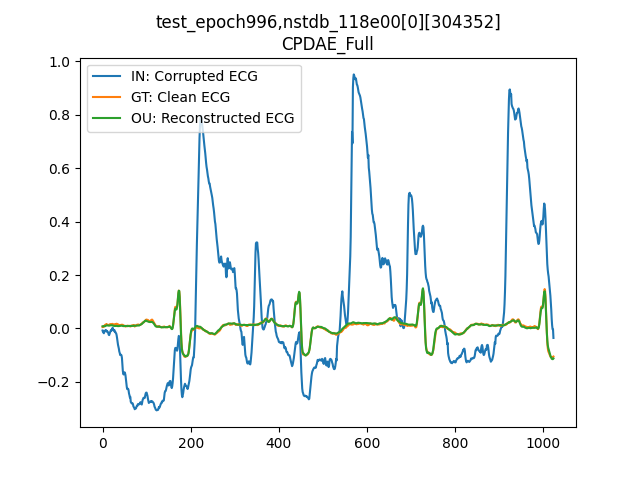 test_epoch996,nstdb_118e00[0][304352]
CPDAE_Full
IN: Corrupted ECG
GT: Clean ECG
OU: Reconstructed ECG
1.0
0.8
0.6
0.4
0.2
0.0
−0.2
0 200 400 600 800 1000